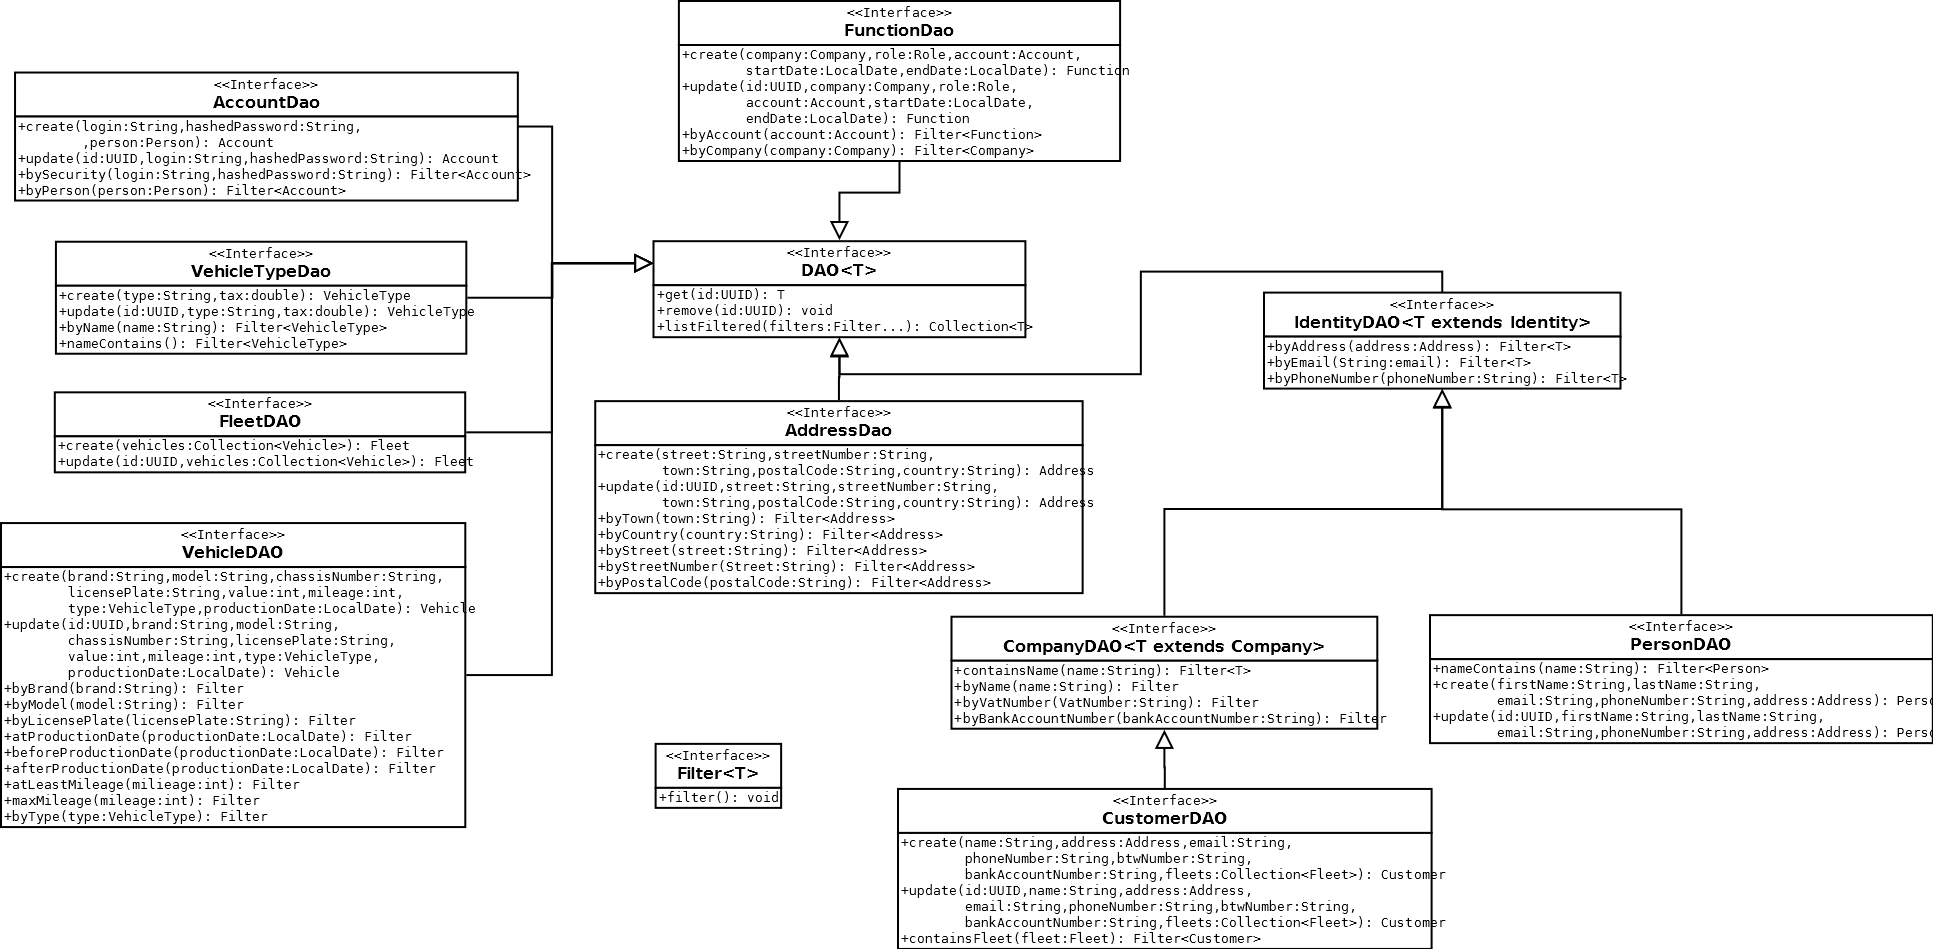 <<Interface>>
FunctionDao
+create(company:Company,role:Role,account:Account,
startDate:LocalDate,endDate:LocalDate): Function
+update(id:UUID,company:Company,role:Role,
account:Account,startDate:LocalDate,
endDate:LocalDate): Function
+byAccount(account:Account): Filter<Function>
+byCompany(company:Company): Filter<Company>
<<Interface>>
AccountDao
+create(login:String,hashedPassword:String,
,person:Person): Account
+update(id:UUID,login:String,hashedPassword:String): Account
+bySecurity(login:String,hashedPassword:String): Filter<Account>
+byPerson(person:Person): Filter<Account>
<<Interface>>
VehicleTypeDao
+create(type:String,tax:double): VehicleType
+update(id:UUID,type:String,tax:double): VehicleType
+byName(name:String): Filter<VehicleType>
+nameContains(): Filter<VehicleType>
<<Interface>>
DAO<T>
+get(id:UUID): T
+remove(id:UUID): void
+listFiltered(filters:Filter...): Collection<T>
<<Interface>>
IdentityDAO<T extends Identity>
+byAddress(address:Address): Filter<T>
+byEmail(String:email): Filter<T>
+byPhoneNumber(phoneNumber:String): Filter<T>
<<Interface>>
FleetDAO
+create(vehicles:Collection<Vehicle>): Fleet
+update(id:UUID,vehicles:Collection<Vehicle>): Fleet
<<Interface>>
AddressDao
+create(street:String,streetNumber:String,
town:String,postalCode:String,country:String): Address
+update(id:UUID,street:String,streetNumber:String,
town:String,postalCode:String,country:String): Address
+byTown(town:String): Filter<Address>
+byCountry(country:String): Filter<Address>
+byStreet(street:String): Filter<Address>
+byStreetNumber(Street:String): Filter<Address>
+byPostalCode(postalCode:String): Filter<Address>
<<Interface>>
VehicleDAO
+create(brand:String,model:String,chassisNumber:String,
licensePlate:String,value:int,mileage:int,
type:VehicleType,productionDate:LocalDate): Vehicle
+update(id:UUID,brand:String,model:String,
chassisNumber:String,licensePlate:String,
value:int,mileage:int,type:VehicleType,
productionDate:LocalDate): Vehicle
+byBrand(brand:String): Filter
+byModel(model:String): Filter
+byLicensePlate(licensePlate:String): Filter
+atProductionDate(productionDate:LocalDate): Filter
+beforeProductionDate(productionDate:LocalDate): Filter
+afterProductionDate(productionDate:LocalDate): Filter
+atLeastMileage(milieage:int): Filter
+maxMileage(mileage:int): Filter
+byType(type:VehicleType): Filter
<<Interface>>
CompanyDAO<T extends Company>
+containsName(name:String): Filter<T>
+byName(name:String): Filter
+byVatNumber(VatNumber:String): Filter
+byBankAccountNumber(bankAccountNumber:String): Filter
<<Interface>>
PersonDAO
+nameContains(name:String): Filter<Person>
+create(firstName:String,lastName:String,
email:String,phoneNumber:String,address:Address): Perso
+update(id:UUID,firstName:String,lastName:String,
email:String,phoneNumber:String,address:Address): Perso
<<Interface>>
Filter<T>
+filter(): void
<<Interface>>
CustomerDAO
+create(name:String,address:Address,email:String,
phoneNumber:String,btwNumber:String,
bankAccountNumber:String,fleets:Collection<Fleet>): Customer
+update(id:UUID,name:String,address:Address,
email:String,phoneNumber:String,btwNumber:String,
bankAccountNumber:String,fleets:Collection<Fleet>): Customer
+containsFleet(fleet:Fleet): Filter<Customer>